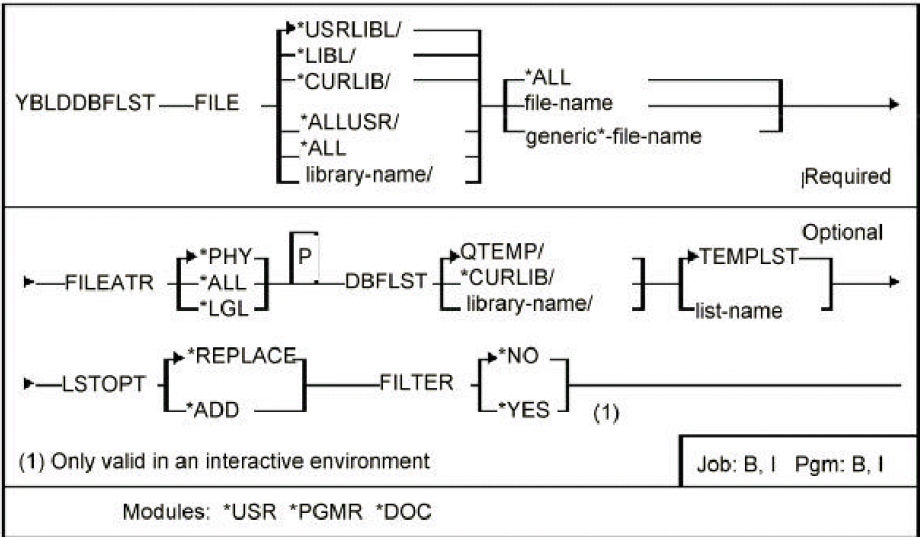 *USRLIBL/
*LIBL/
*CURLIB/
*ALL
YBLDDBFLST FILE file-name
*ALLUSR/
generic*-file-name
*ALL
library-name/
Required
Optional
*PHY P QTEMP/ *TEMPLST
FILEATR *ALL DBFLST *CURLIB/
*LGL library-name/ list-name
*REPLACE *NO
LSTOPT FILTER
*ADD *YES (1)
(1) Only valid in an interactive environment
Job: B, I Pgm: B, I
Modules: *USR *PGMR *DOC